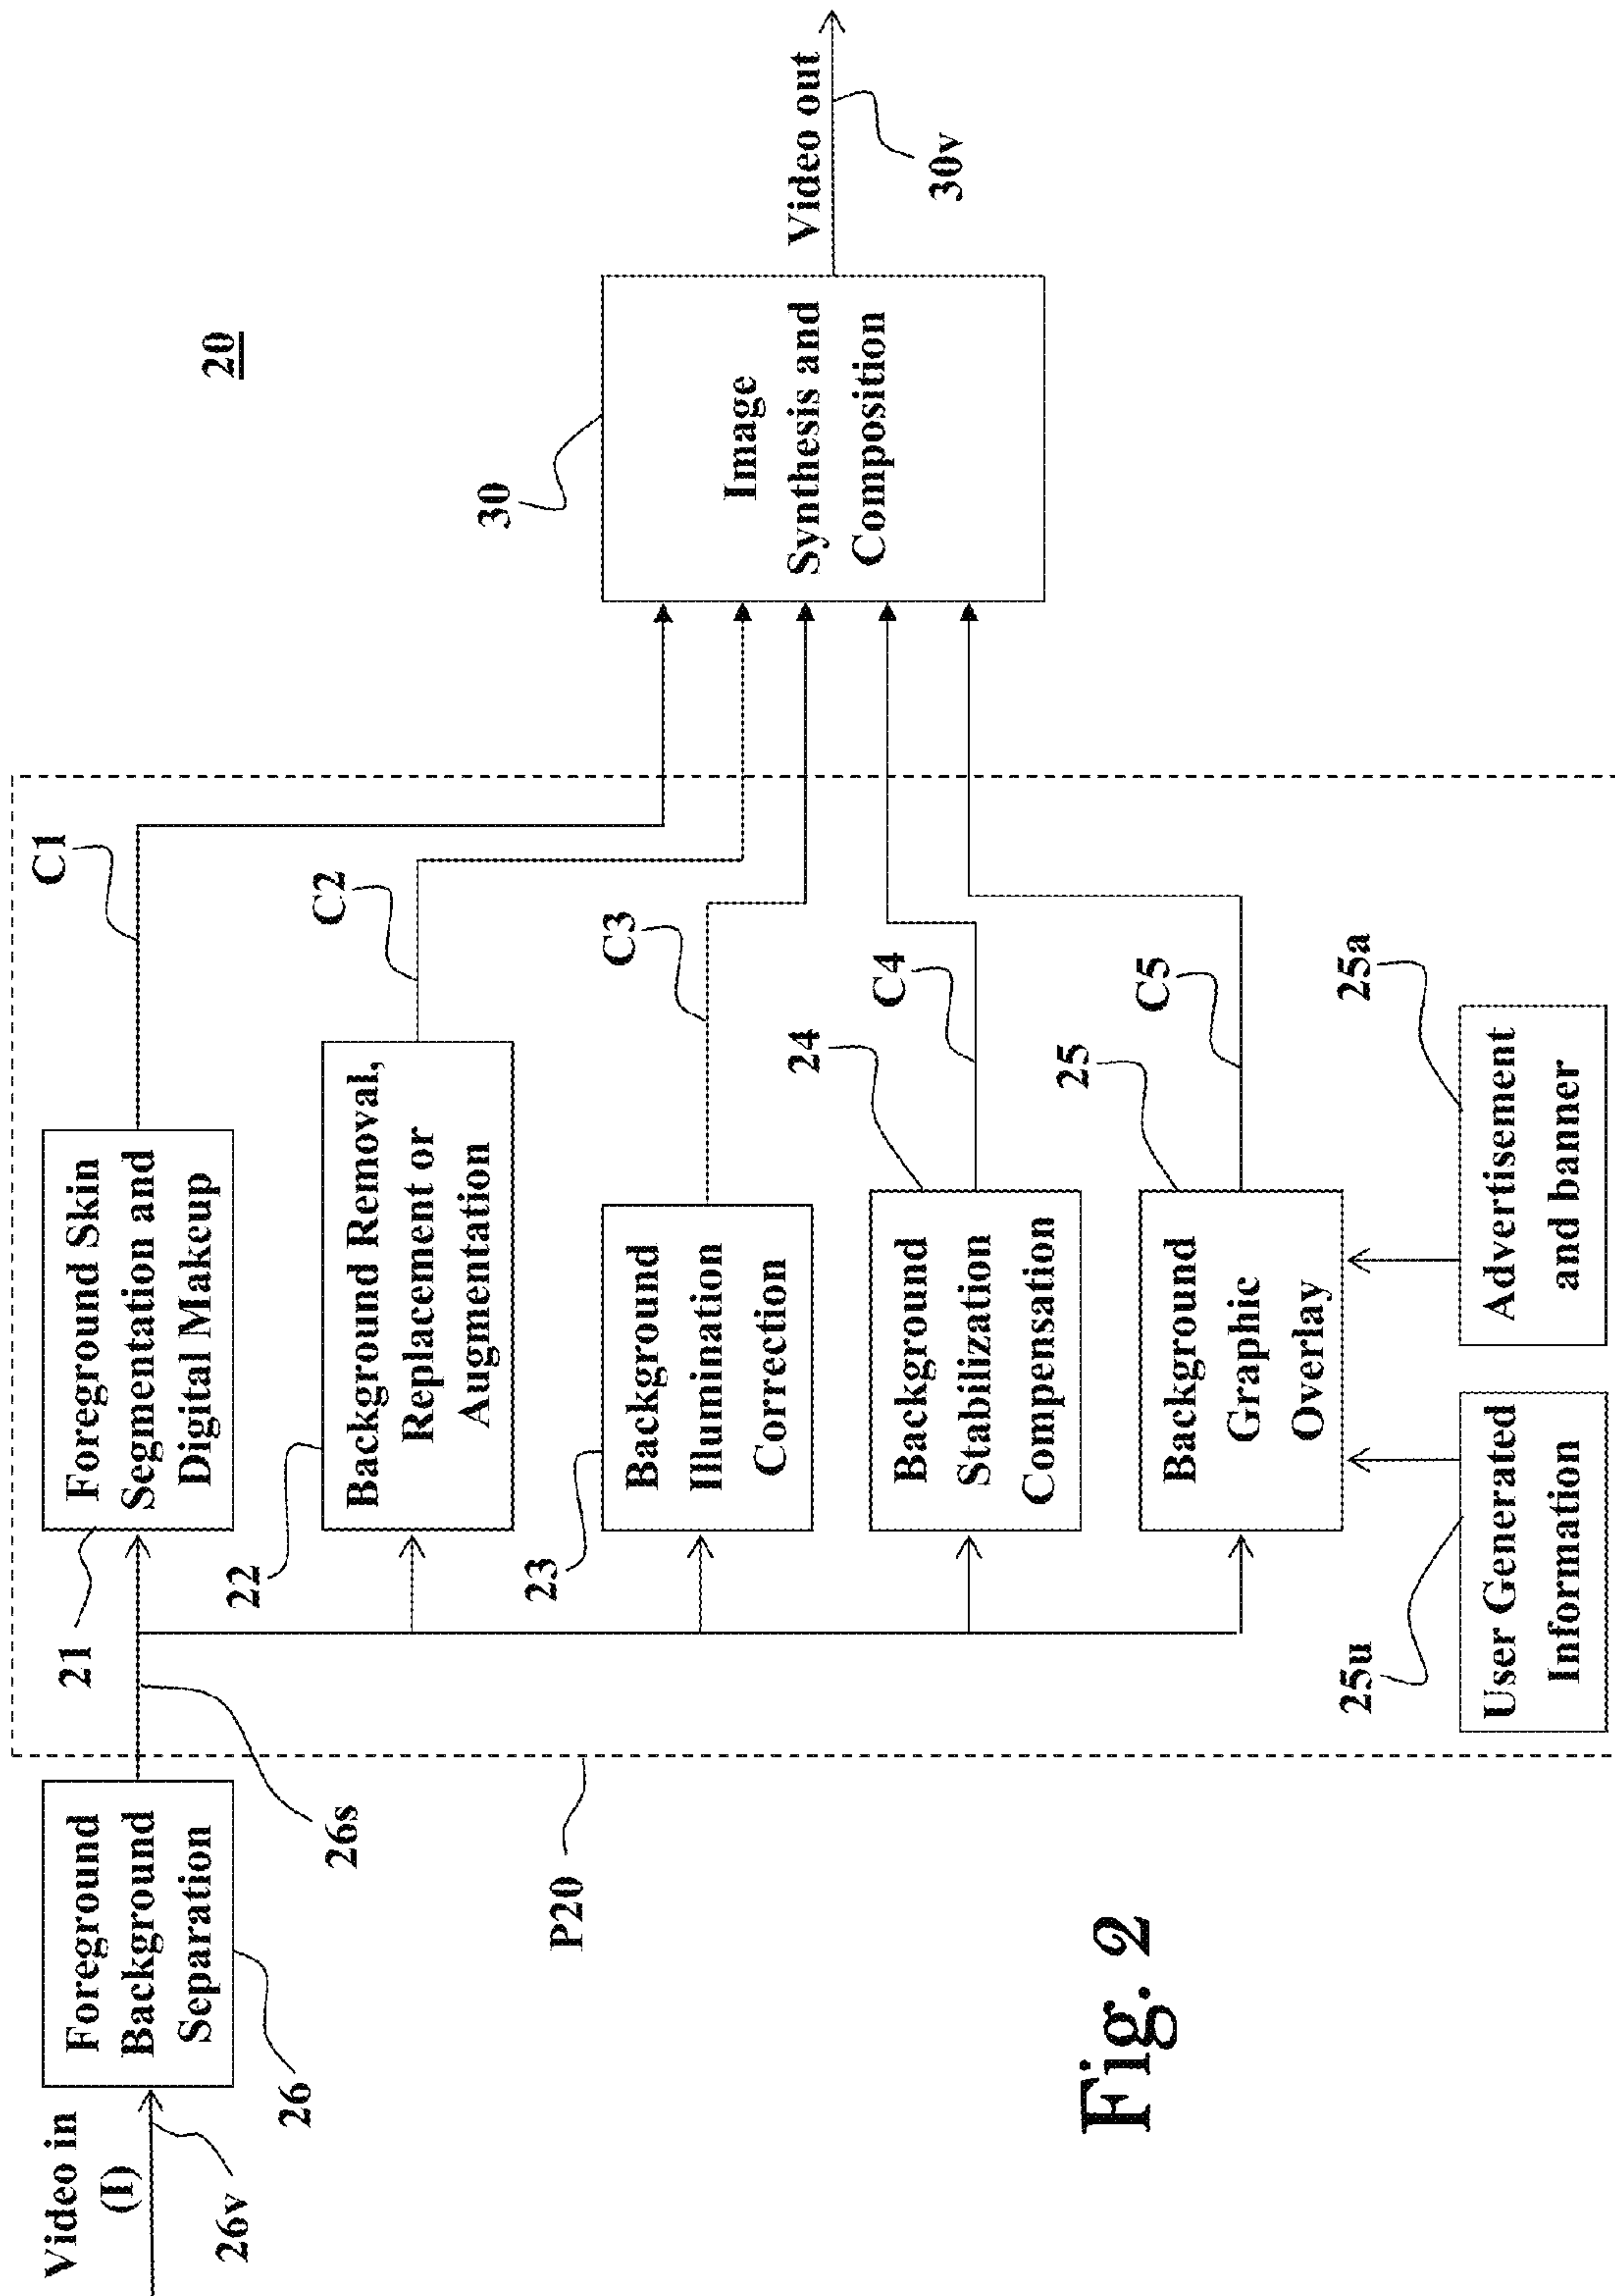 20
Video in
(I)
26v
Foreground
Background
Separation
26
26s
P20
21
Foreground Skin
Segmentation and
Digital Makeup
C1
22
Background Removal,
Replacement or
Augmentation
C2
23
Background
Illumination
Correction
C3
24
Background
Stabilization
Compensation
C4
25
Background
Graphic
Overlay
C5
25u
User Generated
Information
25a
Advertisement
and banner
30
Image
Synthesis and
Composition
Video out
30v
Fig. 2